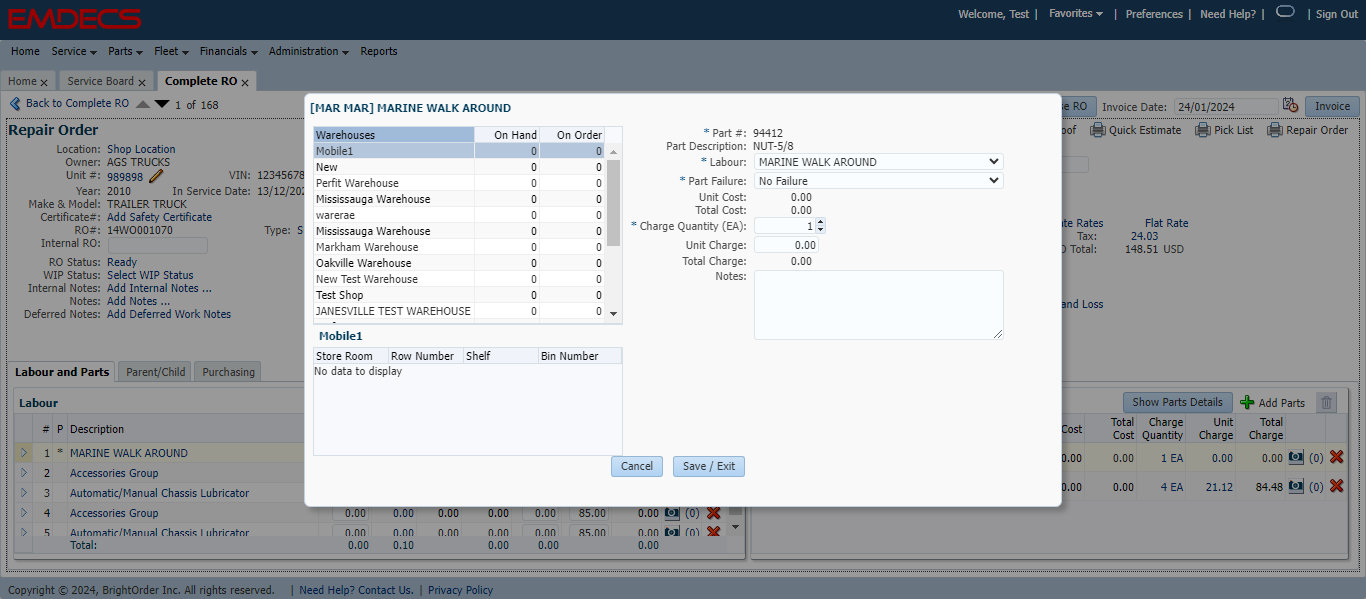 EMDECS
Welcome, Test | Favorites | Preferences | Need Help? | | Sign Out
Home Service Parts Fleet Financials Administration Reports
Home x Service Board x Complete RO x
Back to Complete RO 1 of 168
RO Invoice Date: 24/01/2024 Invoice
Repair Order
Quick Estimate Pick List Repair Order
Location: Shop Location
Owner: AGS TRUCKS
Unit #: 989898 VIN: 12345678
Year: 2010 In Service Date: 13/12/202
Make & Model: TRAILER TRUCK
Certificate#: Add Safety Certificate
RO#: 14WO001070 Type: S
Internal RO:
RO Status: Ready
WIP Status: Select WIP Status
Internal Notes: Add Internal Notes ...
Notes: Add Notes ...
Deferred Notes: Add Deferred Work Notes
Rates Flat Rate
Tax: 24.03
Total: 148.51 USD
and Loss
[MAR MAR] MARINE WALK AROUND
Warehouses On Hand On Order
Mobile1 0 0
New 0 0
Perfit Warehouse 0 0
Mississauga Warehouse 0 0
warerae 0 0
Mississauga Warehouse 0 0
Markham Warehouse 0 0
Oakville Warehouse 0 0
New Test Warehouse 0 0
Test Shop 0 0
JANESVILLE TEST WAREHOUSE 0 0
Mobile1
Store Room Row Number Shelf Bin Number
No data to display
* Part #: 94412
Part Description: NUT-5/8
* Labour: MARINE WALK AROUND
* Part Failure: No Failure
Unit Cost: 0.00
Total Cost: 0.00
* Charge Quantity (EA): 1
Unit Charge: 0.00
Total Charge: 0.00
Notes:
Cancel Save / Exit
Labour and Parts Parent/Child Purchasing
Labour
# P Description
1 * MARINE WALK AROUND
2 Accessories Group
3 Automatic/Manual Chassis Lubricator
4 Accessories Group 0.00 0.00 0.00 0.00 0.00 85.00 0.00 (0)
5 Automatic/Manual Chassis Lubricator 0.00 0.00 0.00 0.00 0.00 85.00 0.00 (0)
Total: 0.00 0.10 0.00 0.00 0.00
Show Parts Details Add Parts
Cost Total Cost Charge Quantity Unit Charge Total Charge
0.00 0.00 1 EA 0.00 0.00 (0)
0.00 0.00 4 EA 21.12 84.48 (0)
Copyright © 2024, BrightOrder Inc. All rights reserved. | Need Help? Contact Us. | Privacy Policy